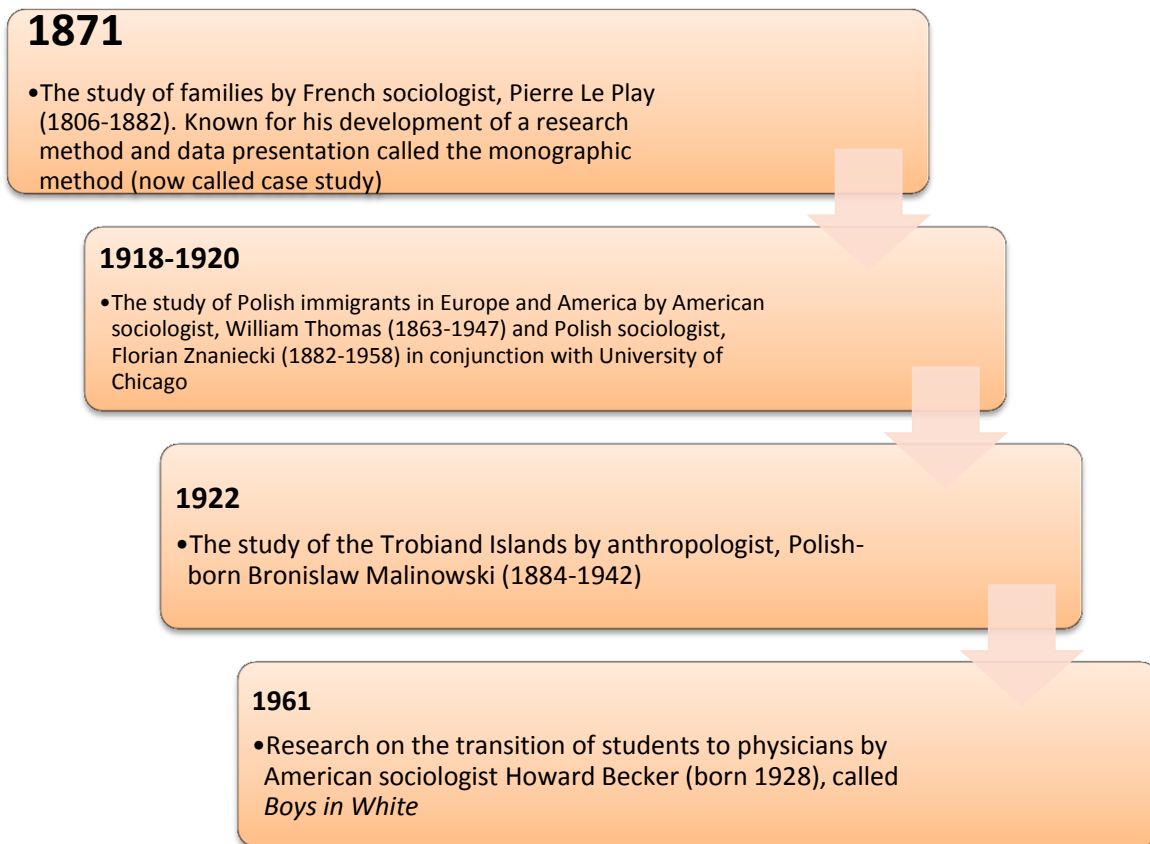 1871
•The study of families by French sociologist, Pierre Le Play
(1806-1882). Known for his development of a research
method and data presentation called the monographic
method (now called case study)
1918-1920
•The study of Polish immigrants in Europe and America by American
sociologist, William Thomas (1863-1947) and Polish sociologist,
Florian Znaniecki (1882-1958) in conjunction with University of
Chicago
1922
•The study of the Trobiand Islands by anthropologist, Polish-
born Bronislaw Malinowski (1884-1942)
1961
•Research on the transition of students to physicians by
American sociologist Howard Becker (born 1928), called
Boys in White